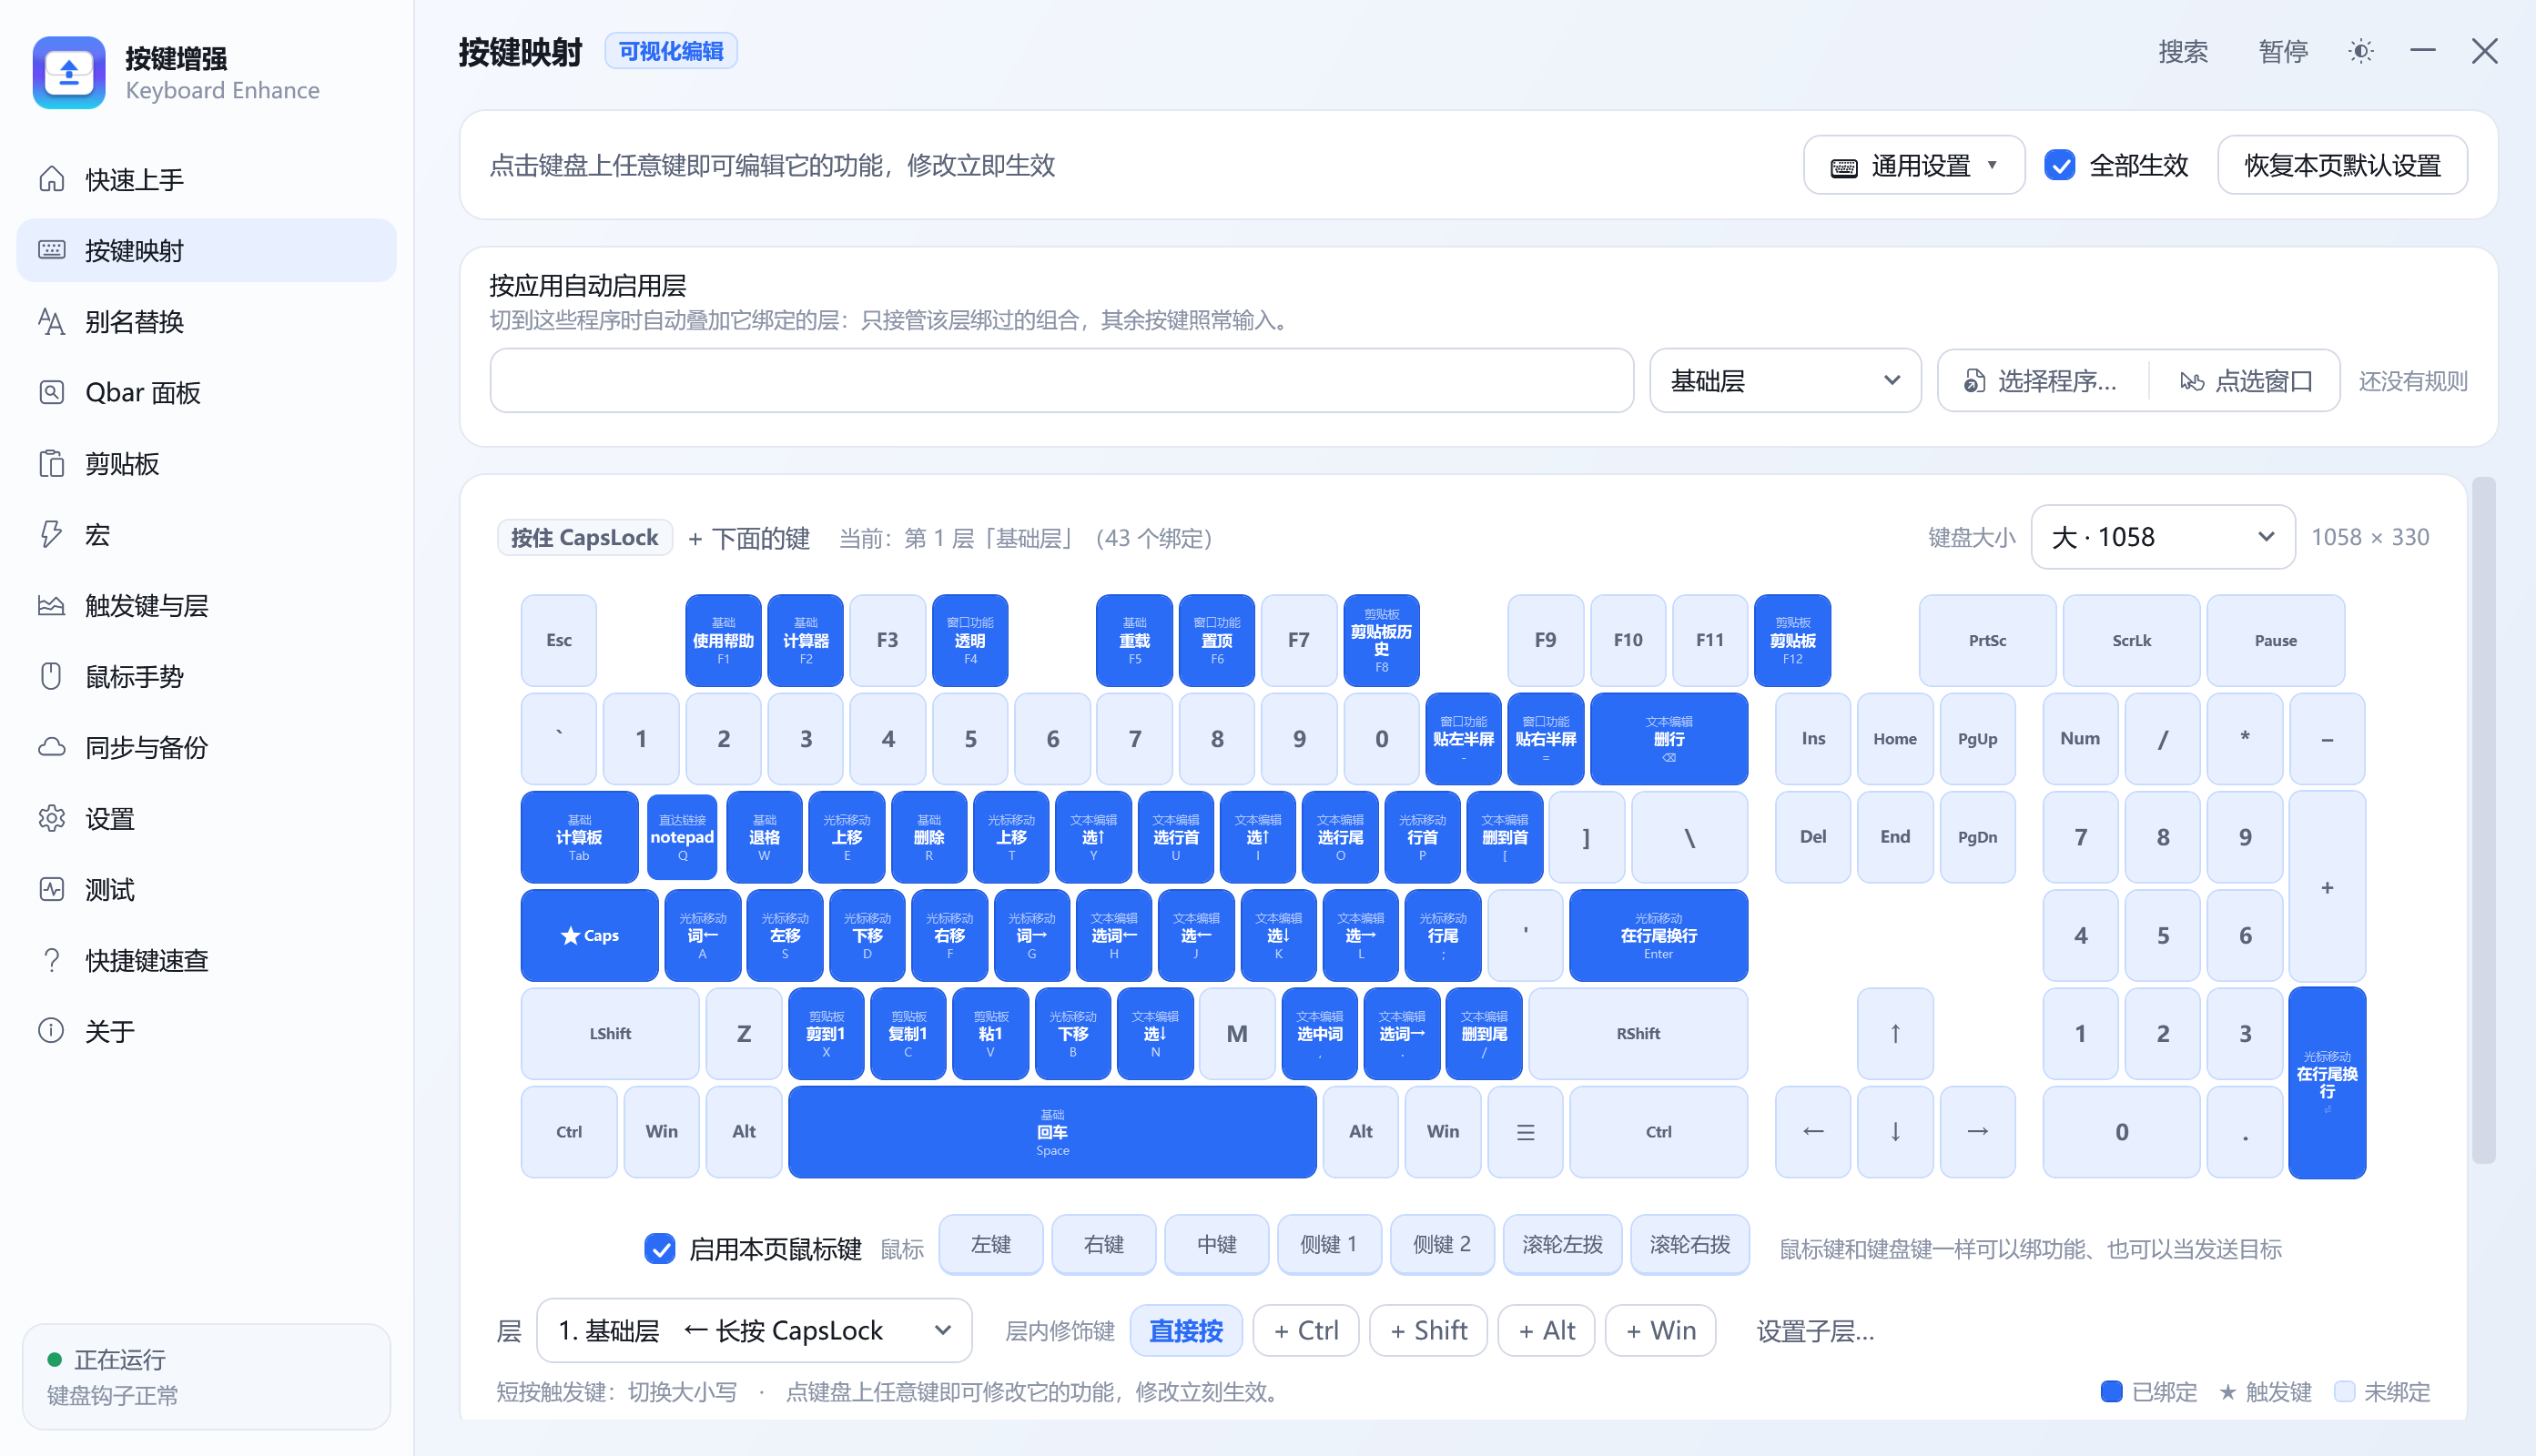 按键增强
Keyboard Enhance
快速上手
按键映射
别名替换
Qbar 面板
剪贴板
宏
触发键与层
鼠标手势
同步与备份
设置
测试
快捷键速查
关于
正在运行
键盘钩子正常
按键映射 可视化编辑 搜索 暂停
点击键盘上任意键即可编辑它的功能，修改立即生效 通用设置 全部生效 恢复本页默认设置
按应用自动启用层
切到这些程序时自动叠加它绑定的层：只接管该层绑过的组合，其余按键照常输入。
基础层 选择程序... 点选窗口 还没有规则
按住 CapsLock + 下面的键 当前：第 1 层「基础层」（43 个绑定） 键盘大小 大 · 1058 1058 × 330
Esc
基础 使用帮助 F1
基础 计算器 F2
F3
窗口功能 透明 F4
基础 重载 F5
窗口功能 置顶 F6
F7
剪贴板 剪贴板历史 F8
F9 F10 F11
剪贴板 剪贴板 F12
PrtSc ScrLk Pause
` 1 2 3 4 5 6 7 8 9 0
窗口功能 贴左半屏 -
窗口功能 贴右半屏 =
文本编辑 删行 ⌫
Ins Home PgUp Num / * −
基础 计算板 Tab
直达链接 notepad Q
基础 退格 W
光标移动 上移 E
基础 删除 R
光标移动 上移 T
文本编辑 选↑ Y
文本编辑 选行首 U
文本编辑 选↑ I
文本编辑 选行尾 O
光标移动 行首 P
文本编辑 删到首 [
] \
Del End PgDn 7 8 9 +
★ Caps
光标移动 词← A
光标移动 左移 S
光标移动 下移 D
光标移动 右移 F
光标移动 词→ G
文本编辑 选词← H
文本编辑 选← J
文本编辑 选↓ K
文本编辑 选→ L
光标移动 行尾 ;
'
光标移动 在行尾换行 Enter
4 5 6
LShift Z
剪贴板 剪到1 X
剪贴板 复制1 C
剪贴板 粘1 V
光标移动 下移 B
文本编辑 选↓ N
M
文本编辑 选中词 ,
文本编辑 选词→ .
文本编辑 删到尾 /
RShift ↑ 1 2 3
光标移动 在行尾换行 ⏎
Ctrl Win Alt
基础 回车 Space
Alt Win ☰ Ctrl ← ↓ → 0 .
启用本页鼠标键 鼠标 左键 右键 中键 侧键 1 侧键 2 滚轮左拨 滚轮右拨 鼠标键和键盘键一样可以绑功能、也可以当发送目标
层 1. 基础层 ← 长按 CapsLock 层内修饰键 直接按 + Ctrl + Shift + Alt + Win 设置子层...
短按触发键：切换大小写 · 点键盘上任意键即可修改它的功能，修改立刻生效。 已绑定 ★ 触发键 未绑定